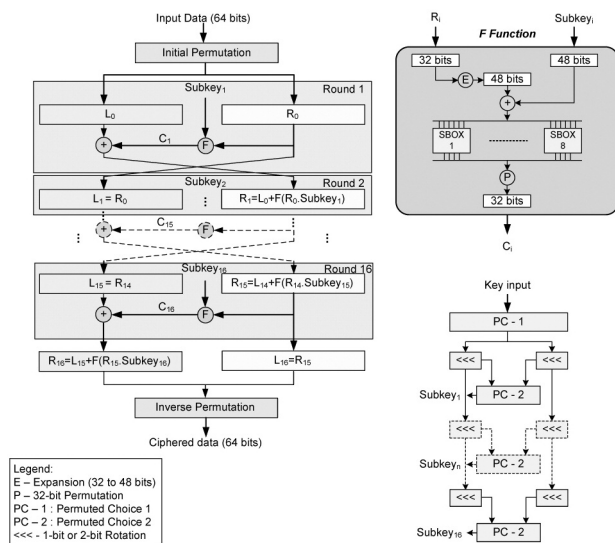 Input Data (64 bits)
Initial Permutation
Subkey1
Round 1
L0
R0
+
C1
F
Subkey2
Round 2
L1 = R0
R1=L0+F(R0.Subkey1)
+
C15
F
Subkey16
Round 16
L15 = R14
R15=L14+F(R14.Subkey15)
+
C16
F
R16=L15+F(R15.Subkey16)
L16=R15
Inverse Permutation
Ciphered data (64 bits)
Legend:
E – Expansion (32 to 48 bits)
P – 32-bit Permutation
PC – 1 : Permuted Choice 1
PC – 2 : Permuted Choice 2
<<< - 1-bit or 2-bit Rotation
Ri
Subkeyi
F Function
32 bits
48 bits
E
48 bits
+
SBOX
1
SBOX
8
P
32 bits
Ci
Key input
PC - 1
<<<
<<<
Subkey1
PC - 2
<<<
<<<
Subkeyn
PC - 2
<<<
<<<
Subkey16
PC - 2